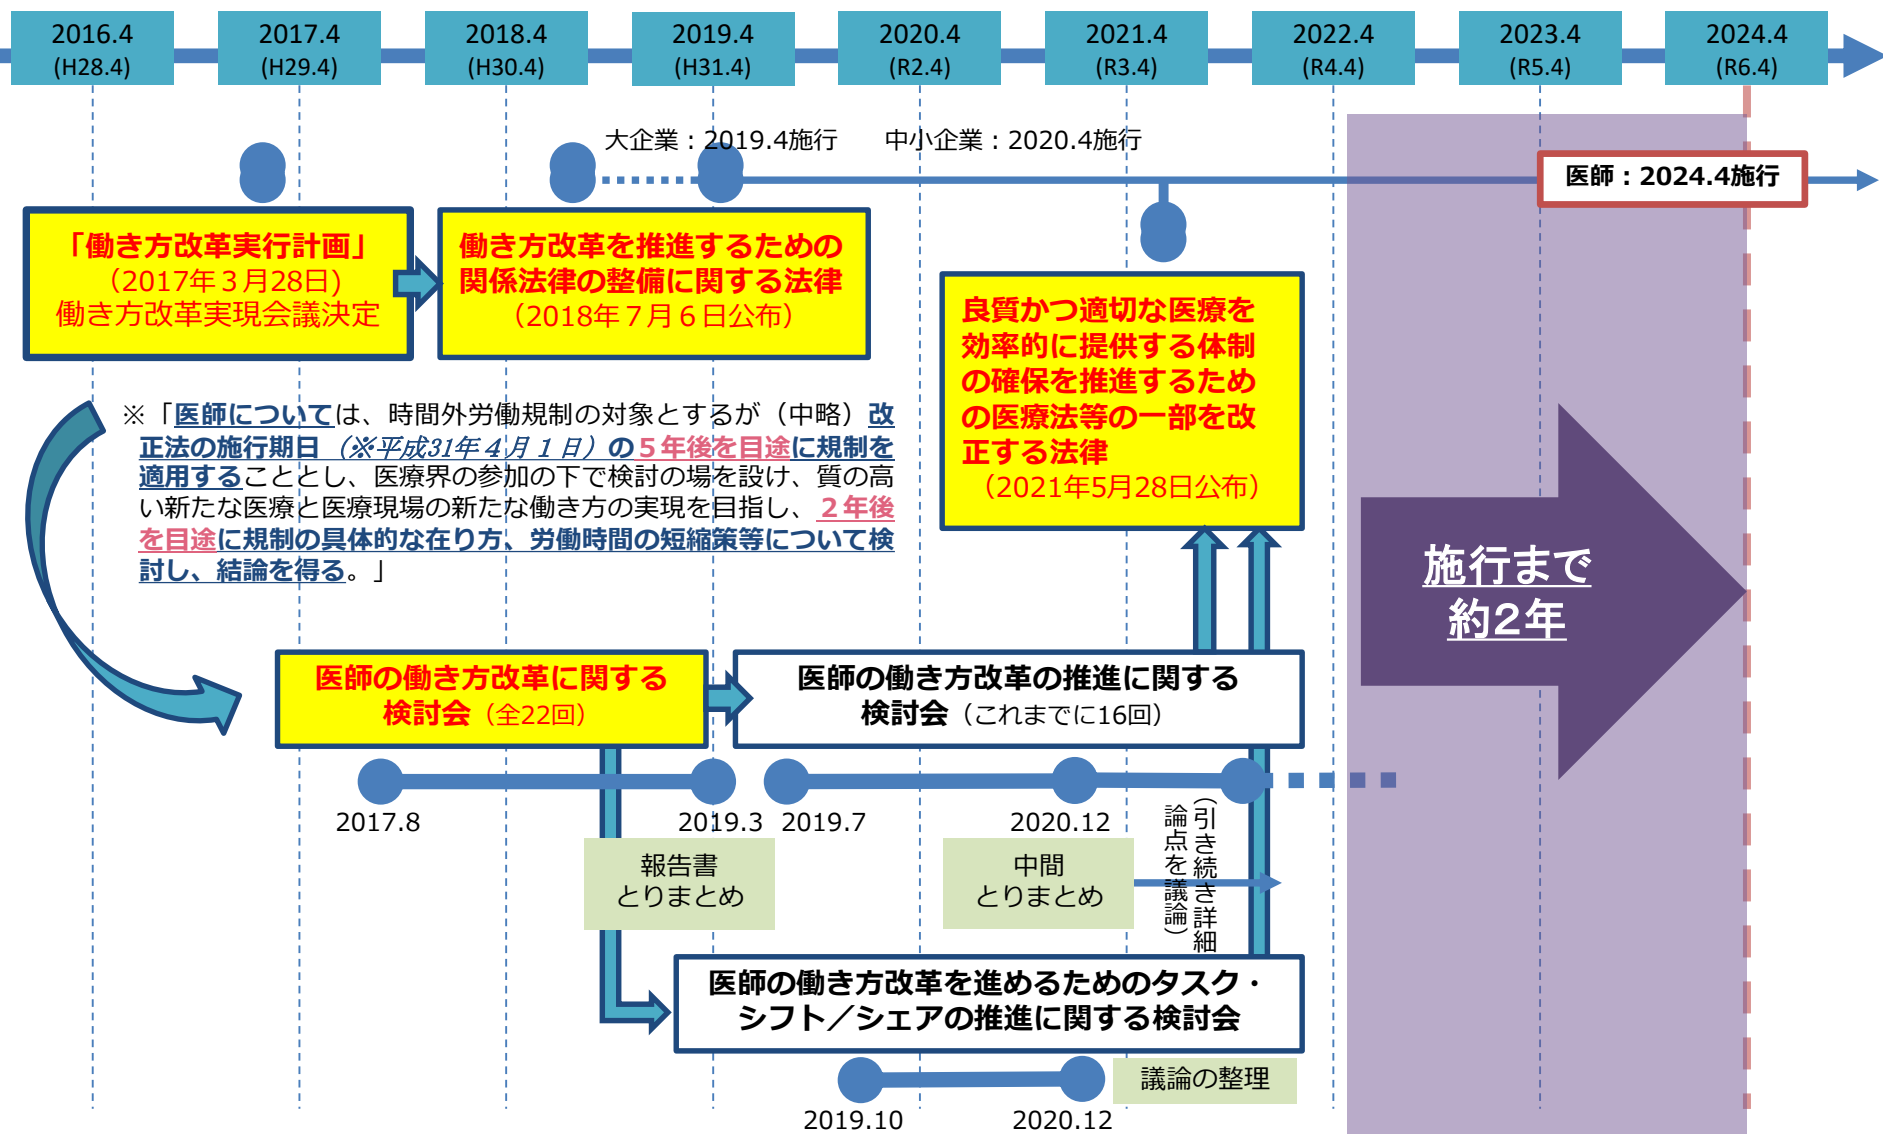 2016.4
(H28.4)
2017.4
(H29.4)
2018.4
(H30.4)
2019.4
(H31.4)
2020.4
(R2.4)
2021.4
(R3.4)
2022.4
(R4.4)
2023.4
(R5.4)
2024.4
(R6.4)
大企業：2019.4施行　　中小企業：2020.4施行
医師：2024.4施行
「働き方改革実行計画」
（2017年３月28日)
働き方改革実現会議決定
働き方改革を推進するための
関係法律の整備に関する法律
（2018年７月６日公布）
良質かつ適切な医療を
効率的に提供する体制
の確保を推進するため
の医療法等の一部を改
正する法律
（2021年5月28日公布）
※「医師については、時間外労働規制の対象とするが（中略）改
正法の施行期日（※平成31年４月１日）の５年後を目途に規制を
適用することとし、医療界の参加の下で検討の場を設け、質の高
い新たな医療と医療現場の新たな働き方の実現を目指し、２年後
を目途に規制の具体的な在り方、労働時間の短縮策等について検
討し、結論を得る。」
施行まで
約２年
医師の働き方改革に関する
検討会（全22回）
医師の働き方改革の推進に関する
検討会（これまでに16回）
2017.8
2019.3
2019.7
2020.12
報告書
とりまとめ
中間
とりまとめ
（引き続き詳細
論点を議論）
医師の働き方改革を進めるためのタスク・
シフト／シェアの推進に関する検討会
議論の整理
2019.10
2020.12